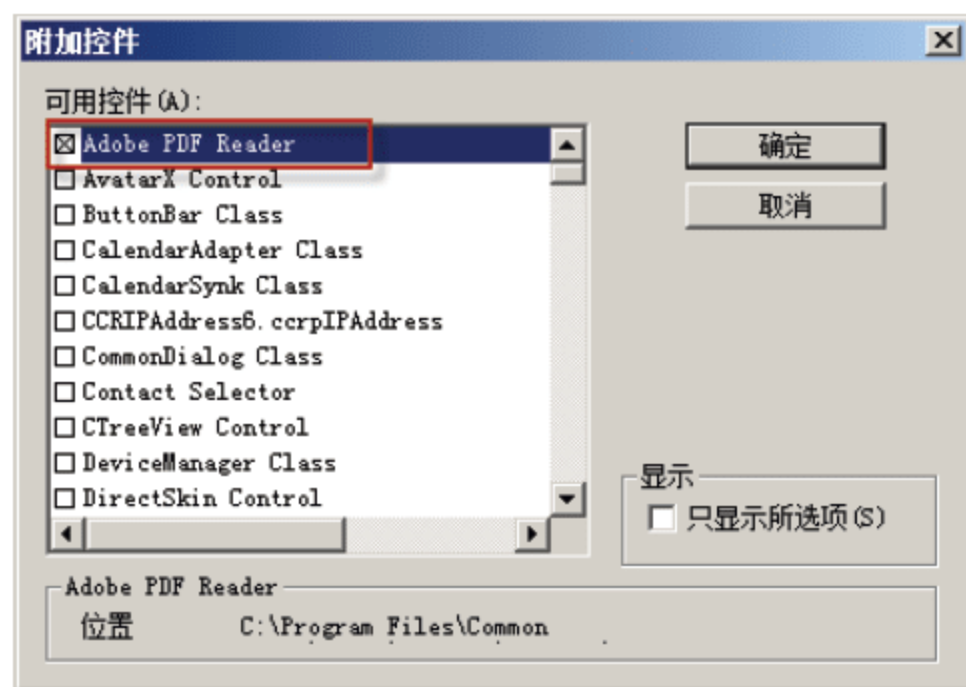 附加控件
可用控件(A):
Adobe PDF Reader
AvatarX Control
ButtonBar Class
CalendarAdapter Class
CalendarSynk Class
CCRIPAddress6.ccrpIPAddress
CommonDialog Class
Contact Selector
CTreeView Control
DeviceManager Class
DirectSkin Control
确定
取消
显示
只显示所选项(S)
Adobe PDF Reader
位置 C:\Program Files\Common